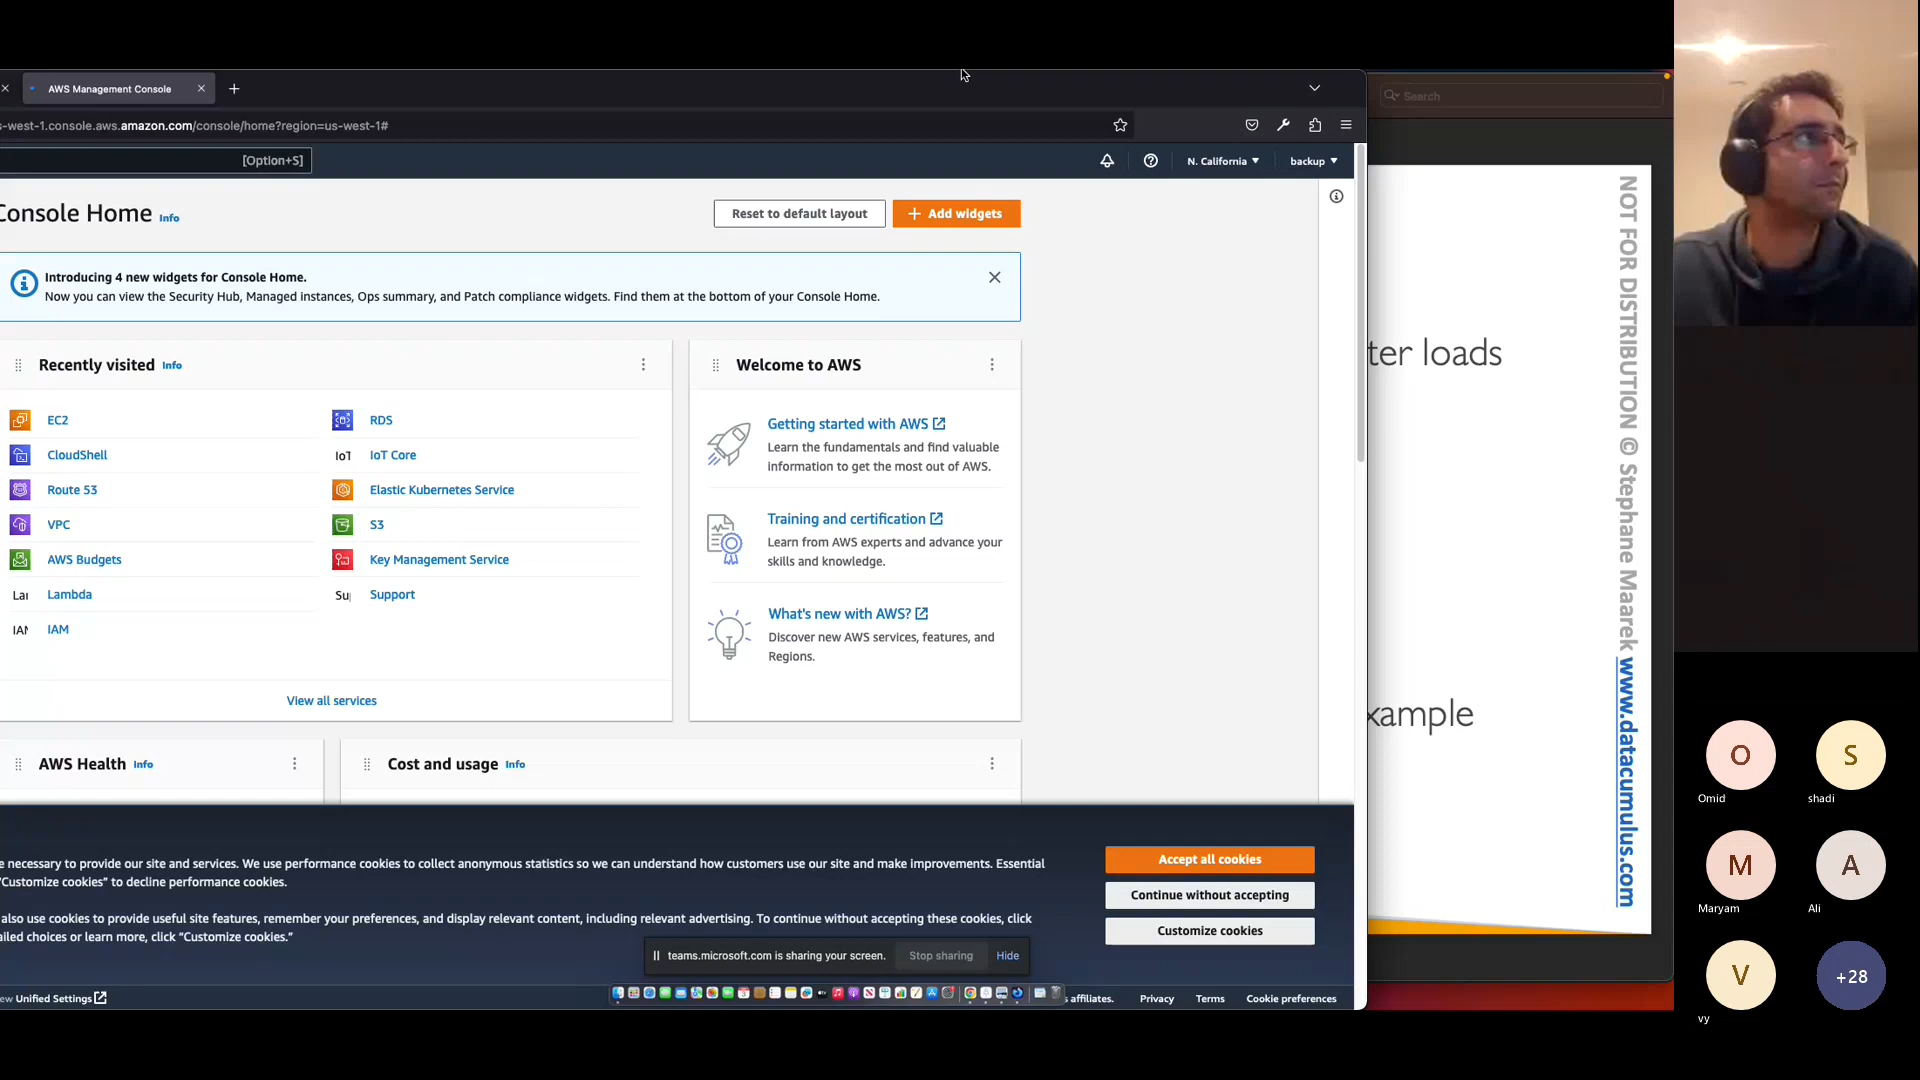 AWS Management Console
s-west-1.console.aws.amazon.com/console/home?region=us-west-1#
Search
[Option+S]
N. California
backup
Console Home Info
Reset to default layout
Add widgets
Introducing 4 new widgets for Console Home.
Now you can view the Security Hub, Managed instances, Ops summary, and Patch compliance widgets. Find them at the bottom of your Console Home.
Recently visited Info
EC2
CloudShell
Route 53
VPC
AWS Budgets
Lai Lambda
IAM IAM
RDS
IoT IoT Core
Elastic Kubernetes Service
S3
Key Management Service
Su Support
View all services
Welcome to AWS
Getting started with AWS
Learn the fundamentals and find valuable
information to get the most out of AWS.
Training and certification
Learn from AWS experts and advance your
skills and knowledge.
What's new with AWS?
Discover new AWS services, features, and
Regions.
AWS Health Info
Cost and usage Info
e necessary to provide our site and services. We use performance cookies to collect anonymous statistics so we can understand how customers use our site and make improvements. Essential
"Customize cookies" to decline performance cookies.
also use cookies to provide useful site features, remember your preferences, and display relevant content, including relevant advertising. To continue without accepting these cookies, click
ailed choices or learn more, click "Customize cookies."
Accept all cookies
Continue without accepting
Customize cookies
teams.microsoft.com is sharing your screen.
Stop sharing
Hide
ew Unified Settings
s affiliates.
Privacy
Terms
Cookie preferences
ter loads
xample
NOT FOR DISTRIBUTION © Stephane Maarek www.datacumulus.com
O
Omid
S
shadi
M
Maryam
A
Ali
V
vy
+28